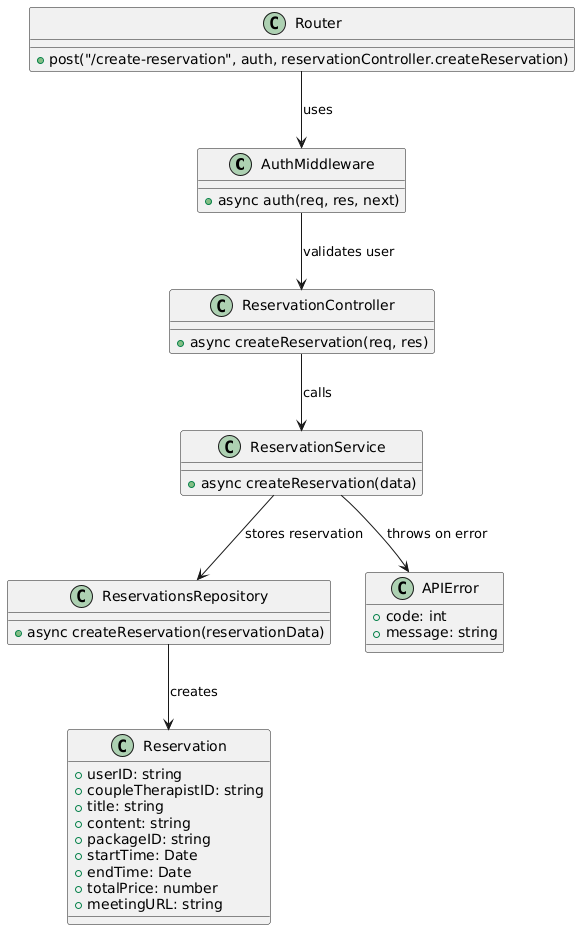 C Router
post("/create-reservation", auth, reservationController.createReservation)
uses
C AuthMiddleware
async auth(req, res, next)
validates user
C ReservationController
async createReservation(req, res)
calls
C ReservationService
async createReservation(data)
stores reservation
throws on error
C ReservationsRepository
async createReservation(reservationData)
C APIError
code: int
message: string
creates
C Reservation
userID: string
coupleTherapistID: string
title: string
content: string
packageID: string
startTime: Date
endTime: Date
totalPrice: number
meetingURL: string